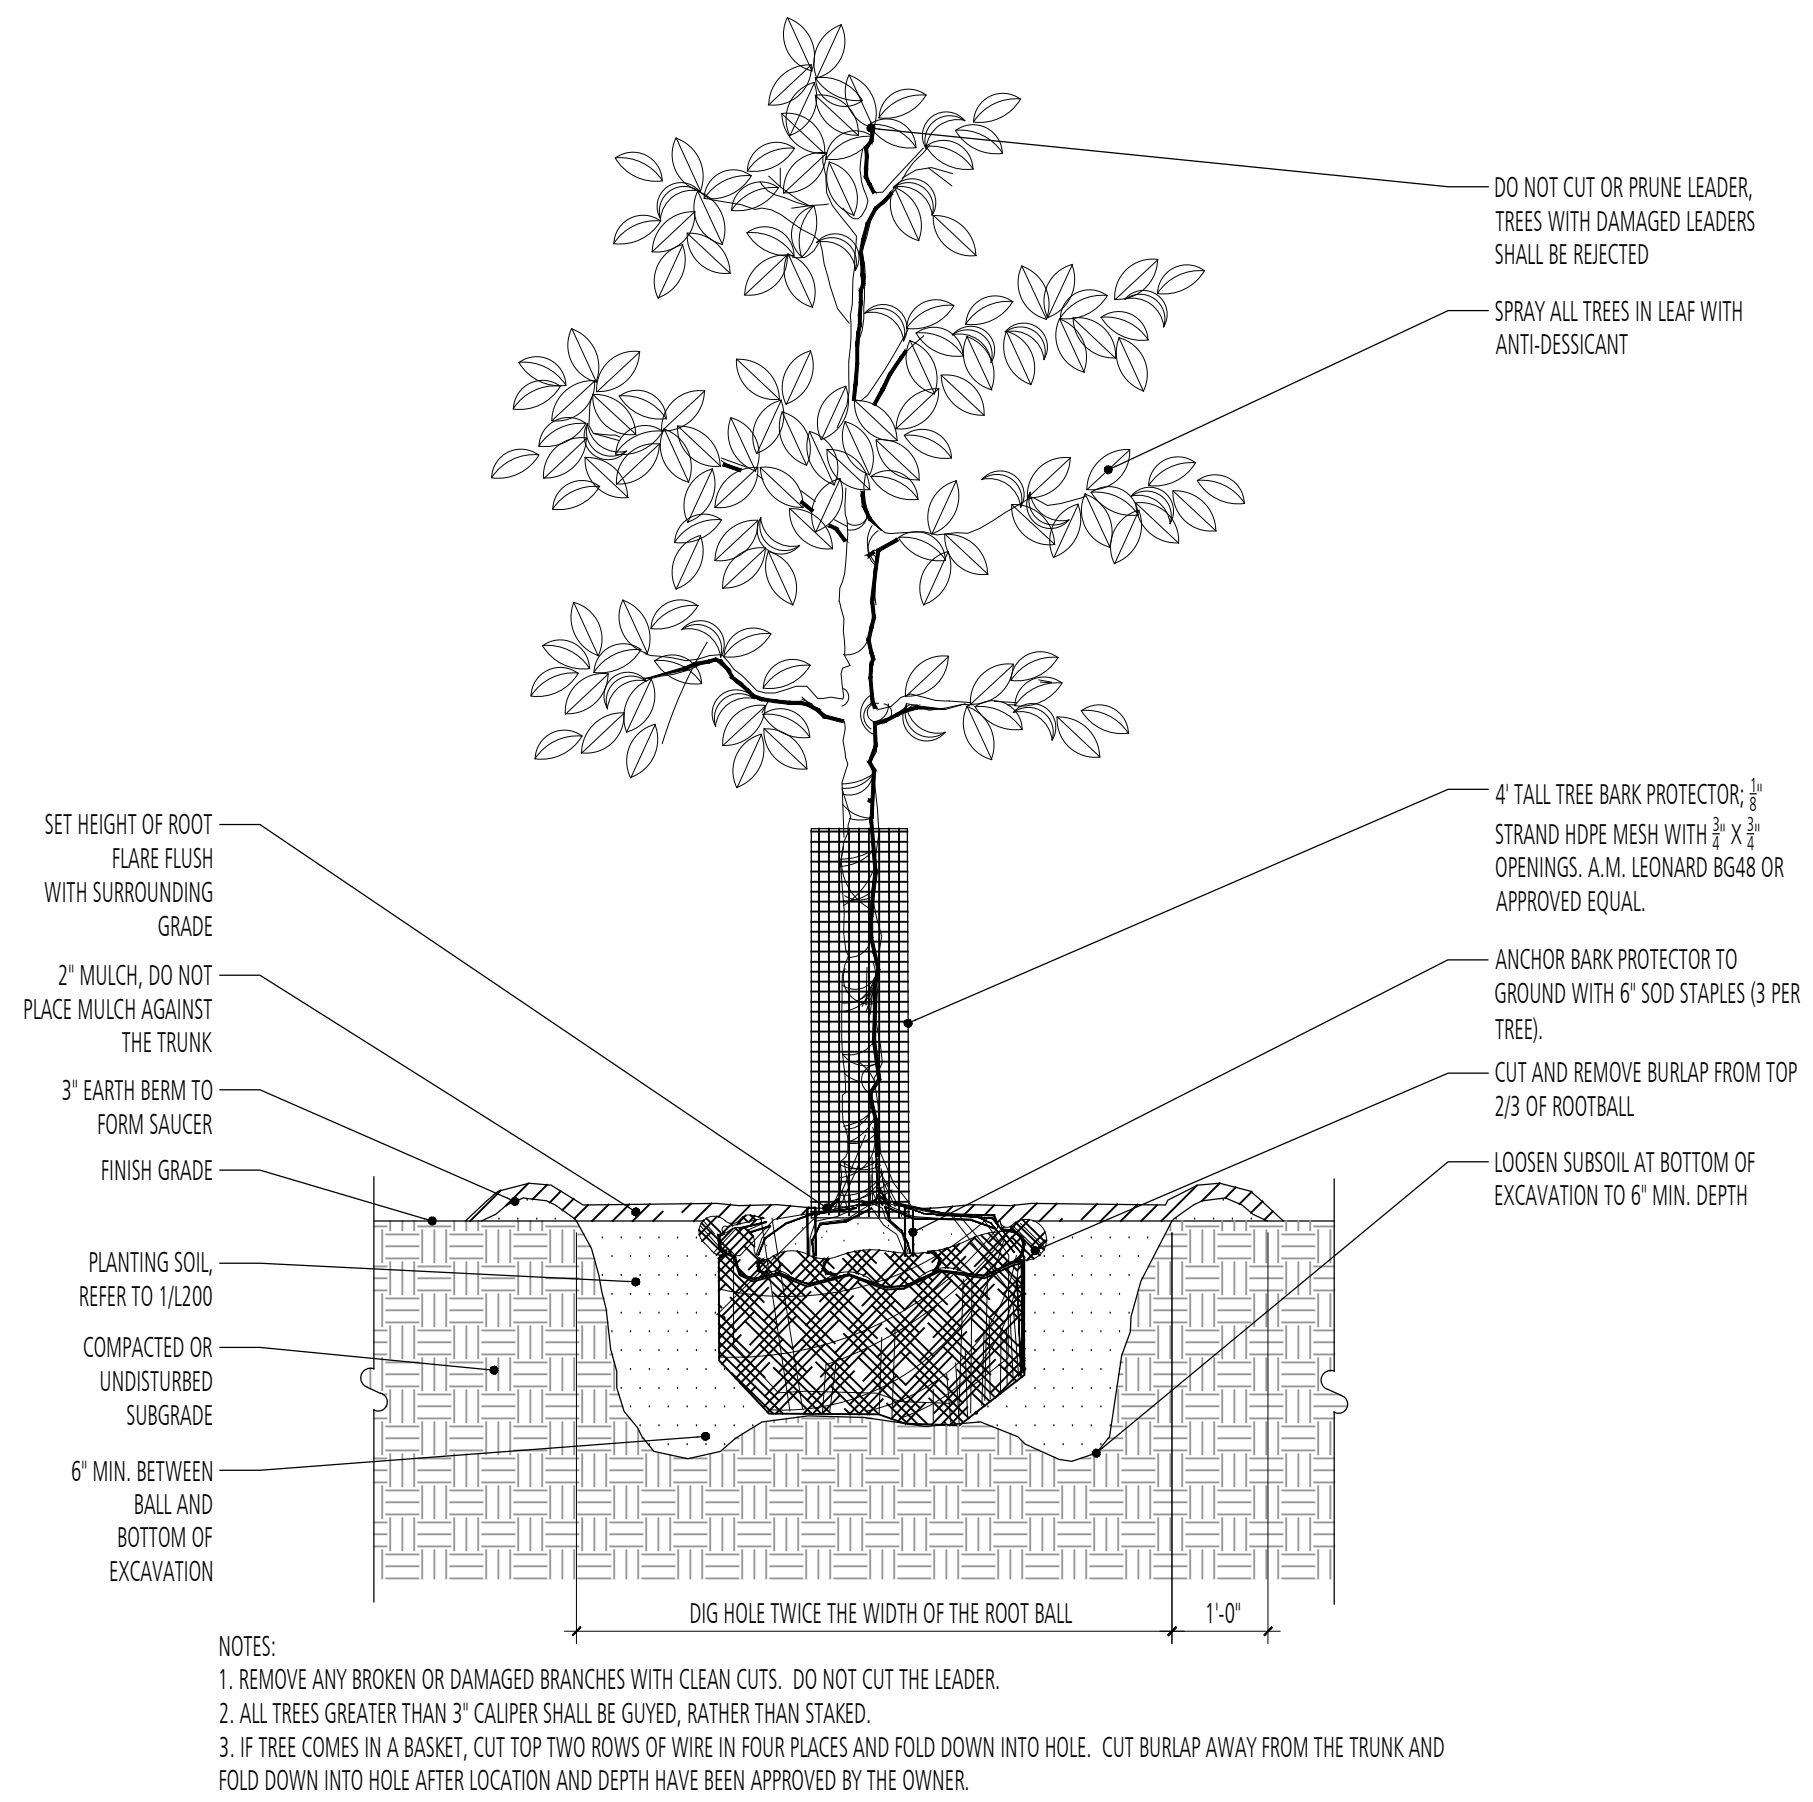 DO NOT CUT OR PRUNE LEADER,
TREES WITH DAMAGED LEADERS
SHALL BE REJECTED
SPRAY ALL TREES IN LEAF WITH
ANTI-DESSICANT
4' TALL TREE BARK PROTECTOR; 1/8"
STRAND HDPE MESH WITH 3/4" X 3/4"
OPENINGS. A.M. LEONARD BG48 OR
APPROVED EQUAL.
ANCHOR BARK PROTECTOR TO
GROUND WITH 6" SOD STAPLES (3 PER
TREE).
CUT AND REMOVE BURLAP FROM TOP
2/3 OF ROOTBALL
LOOSEN SUBSOIL AT BOTTOM OF
EXCAVATION TO 6" MIN. DEPTH
SET HEIGHT OF ROOT
FLARE FLUSH
WITH SURROUNDING
GRADE
2" MULCH, DO NOT
PLACE MULCH AGAINST
THE TRUNK
3" EARTH BERM TO
FORM SAUCER
FINISH GRADE
PLANTING SOIL,
REFER TO 1/L200
COMPACTED OR
UNDISTURBED
SUBGRADE
6" MIN. BETWEEN
BALL AND
BOTTOM OF
EXCAVATION
DIG HOLE TWICE THE WIDTH OF THE ROOT BALL
1'-0"
NOTES:
1. REMOVE ANY BROKEN OR DAMAGED BRANCHES WITH CLEAN CUTS.  DO NOT CUT THE LEADER.
2. ALL TREES GREATER THAN 3" CALIPER SHALL BE GUYED, RATHER THAN STAKED.
3. IF TREE COMES IN A BASKET, CUT TOP TWO ROWS OF WIRE IN FOUR PLACES AND FOLD DOWN INTO HOLE.  CUT BURLAP AWAY FROM THE TRUNK AND
FOLD DOWN INTO HOLE AFTER LOCATION AND DEPTH HAVE BEEN APPROVED BY THE OWNER.